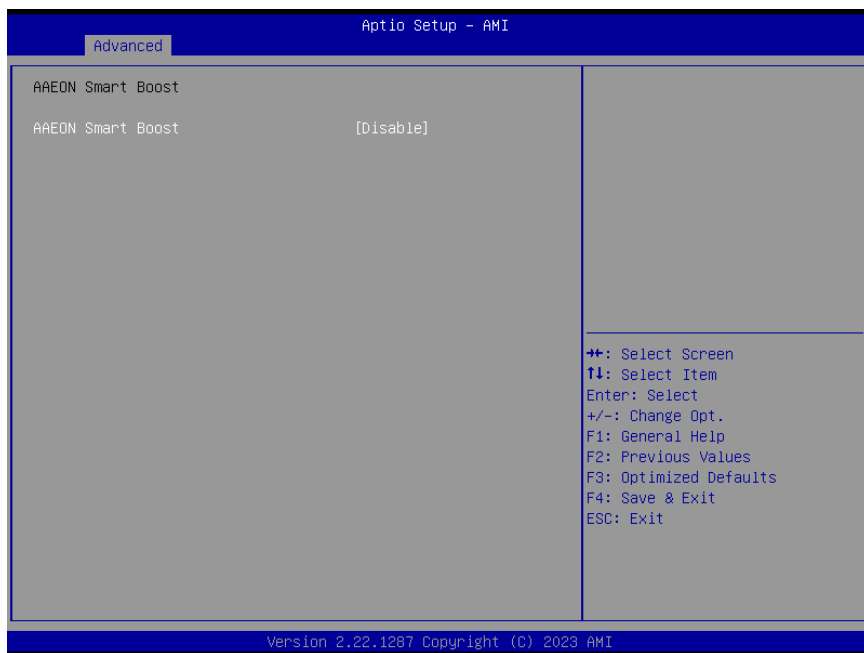 Aptio Setup – AMI
Advanced
AAEON Smart Boost
AAEON Smart Boost [Disable]
→←: Select Screen
↑↓: Select Item
Enter: Select
+/-: Change Opt.
F1: General Help
F2: Previous Values
F3: Optimized Defaults
F4: Save & Exit
ESC: Exit
Version 2.22.1287 Copyright (C) 2023 AMI